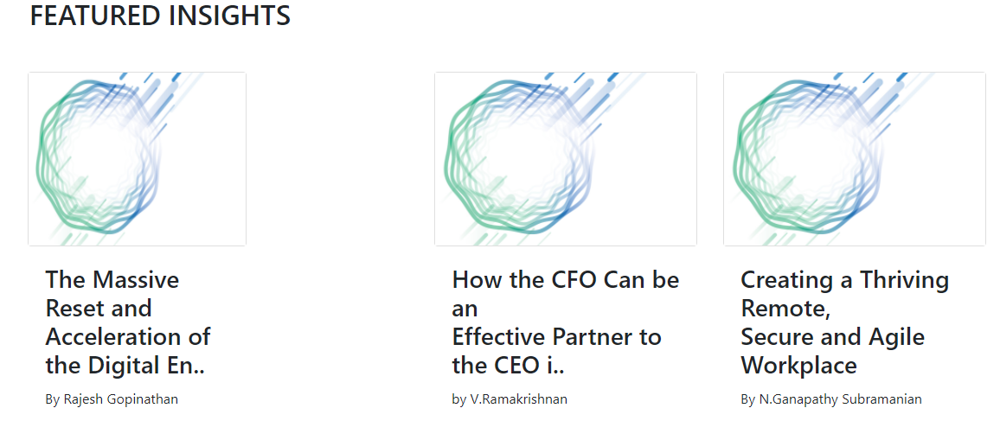 FEATURED INSIGHTS
The Massive
Reset and
Acceleration of
the Digital En..
By Rajesh Gopinathan
How the CFO Can be
an
Effective Partner to
the CEO i..
by V.Ramakrishnan
Creating a Thriving
Remote,
Secure and Agile
Workplace
By N.Ganapathy Subramanian